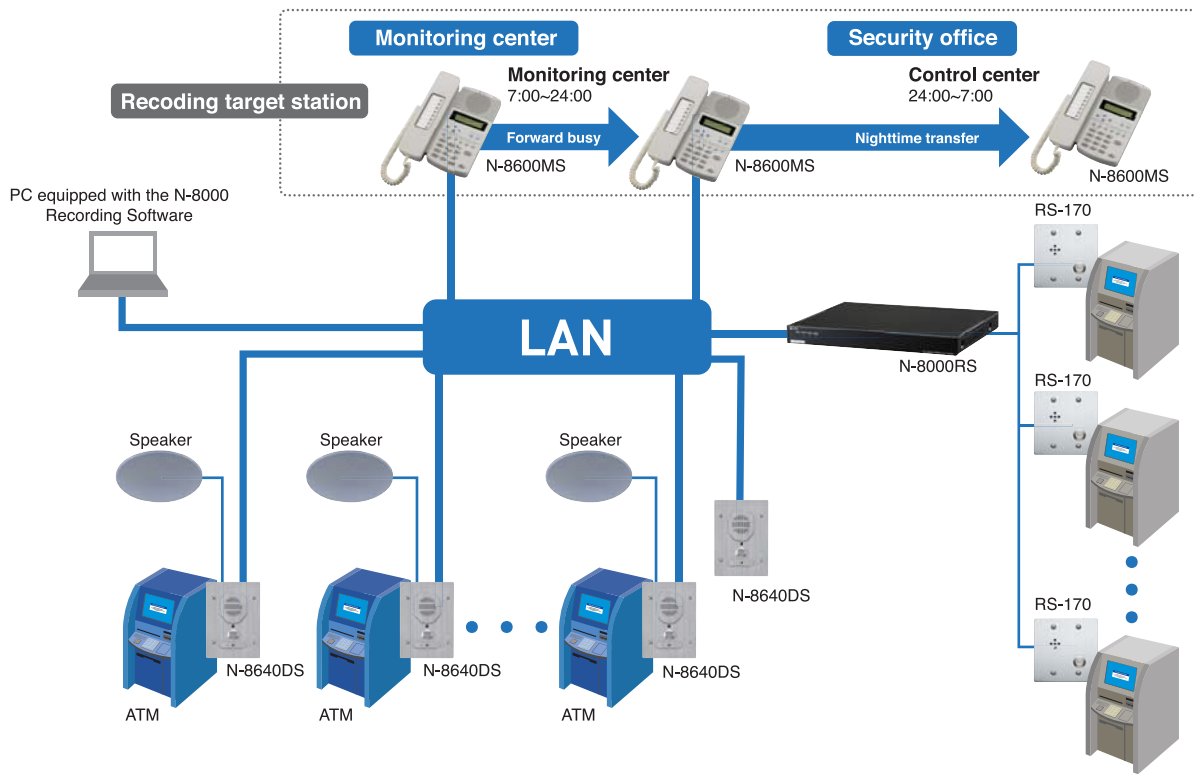 Monitoring center
Security office
Recoding target station
Monitoring center
7:00~24:00
Control center
24:00~7:00
Forward busy
Nighttime transfer
N-8600MS
N-8600MS
N-8600MS
PC equipped with the N-8000
Recording Software
RS-170
LAN
N-8000RS
RS-170
Speaker
Speaker
Speaker
N-8640DS
RS-170
N-8640DS
N-8640DS
N-8640DS
ATM
ATM
ATM